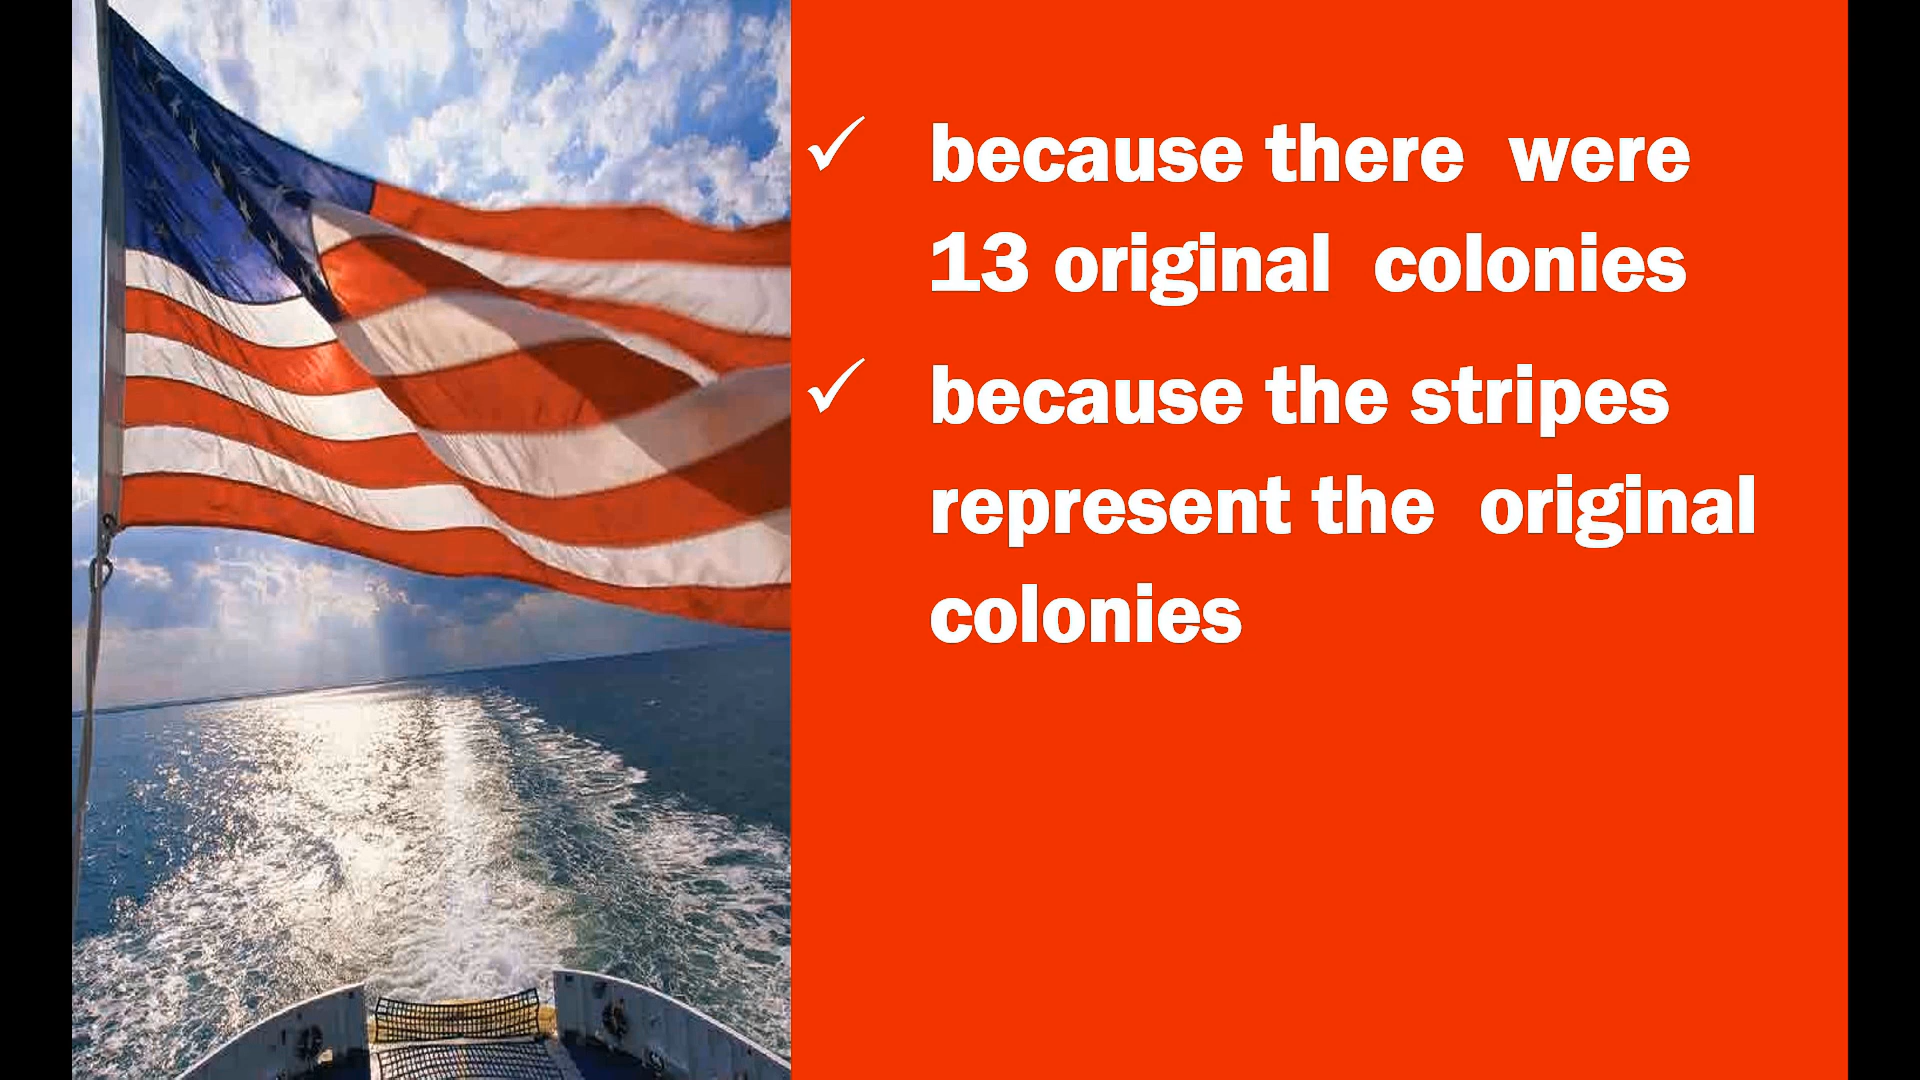 ✓ because there were
13 original colonies
✓ because the stripes
represent the original
colonies